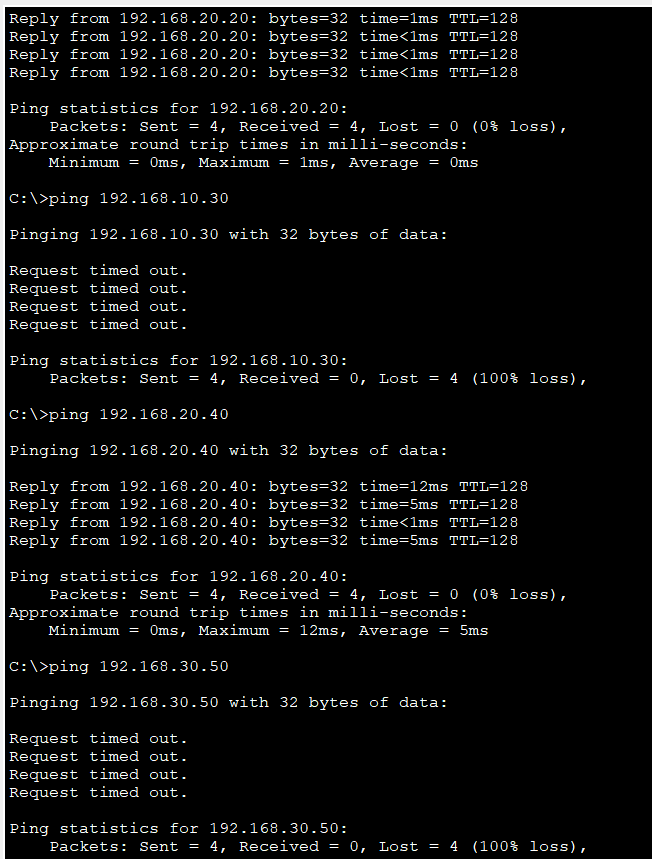 Reply from 192.168.20.20: bytes=32 time=1ms TTL=128
Reply from 192.168.20.20: bytes=32 time<1ms TTL=128
Reply from 192.168.20.20: bytes=32 time<1ms TTL=128
Reply from 192.168.20.20: bytes=32 time<1ms TTL=128

Ping statistics for 192.168.20.20:
    Packets: Sent = 4, Received = 4, Lost = 0 (0% loss),
Approximate round trip times in milli-seconds:
    Minimum = 0ms, Maximum = 1ms, Average = 0ms

C:\>ping 192.168.10.30

Pinging 192.168.10.30 with 32 bytes of data:

Request timed out.
Request timed out.
Request timed out.
Request timed out.

Ping statistics for 192.168.10.30:
    Packets: Sent = 4, Received = 0, Lost = 4 (100% loss),

C:\>ping 192.168.20.40

Pinging 192.168.20.40 with 32 bytes of data:

Reply from 192.168.20.40: bytes=32 time=12ms TTL=128
Reply from 192.168.20.40: bytes=32 time=5ms TTL=128
Reply from 192.168.20.40: bytes=32 time<1ms TTL=128
Reply from 192.168.20.40: bytes=32 time=5ms TTL=128

Ping statistics for 192.168.20.40:
    Packets: Sent = 4, Received = 4, Lost = 0 (0% loss),
Approximate round trip times in milli-seconds:
    Minimum = 0ms, Maximum = 12ms, Average = 5ms

C:\>ping 192.168.30.50

Pinging 192.168.30.50 with 32 bytes of data:

Request timed out.
Request timed out.
Request timed out.
Request timed out.

Ping statistics for 192.168.30.50:
    Packets: Sent = 4, Received = 0, Lost = 4 (100% loss),